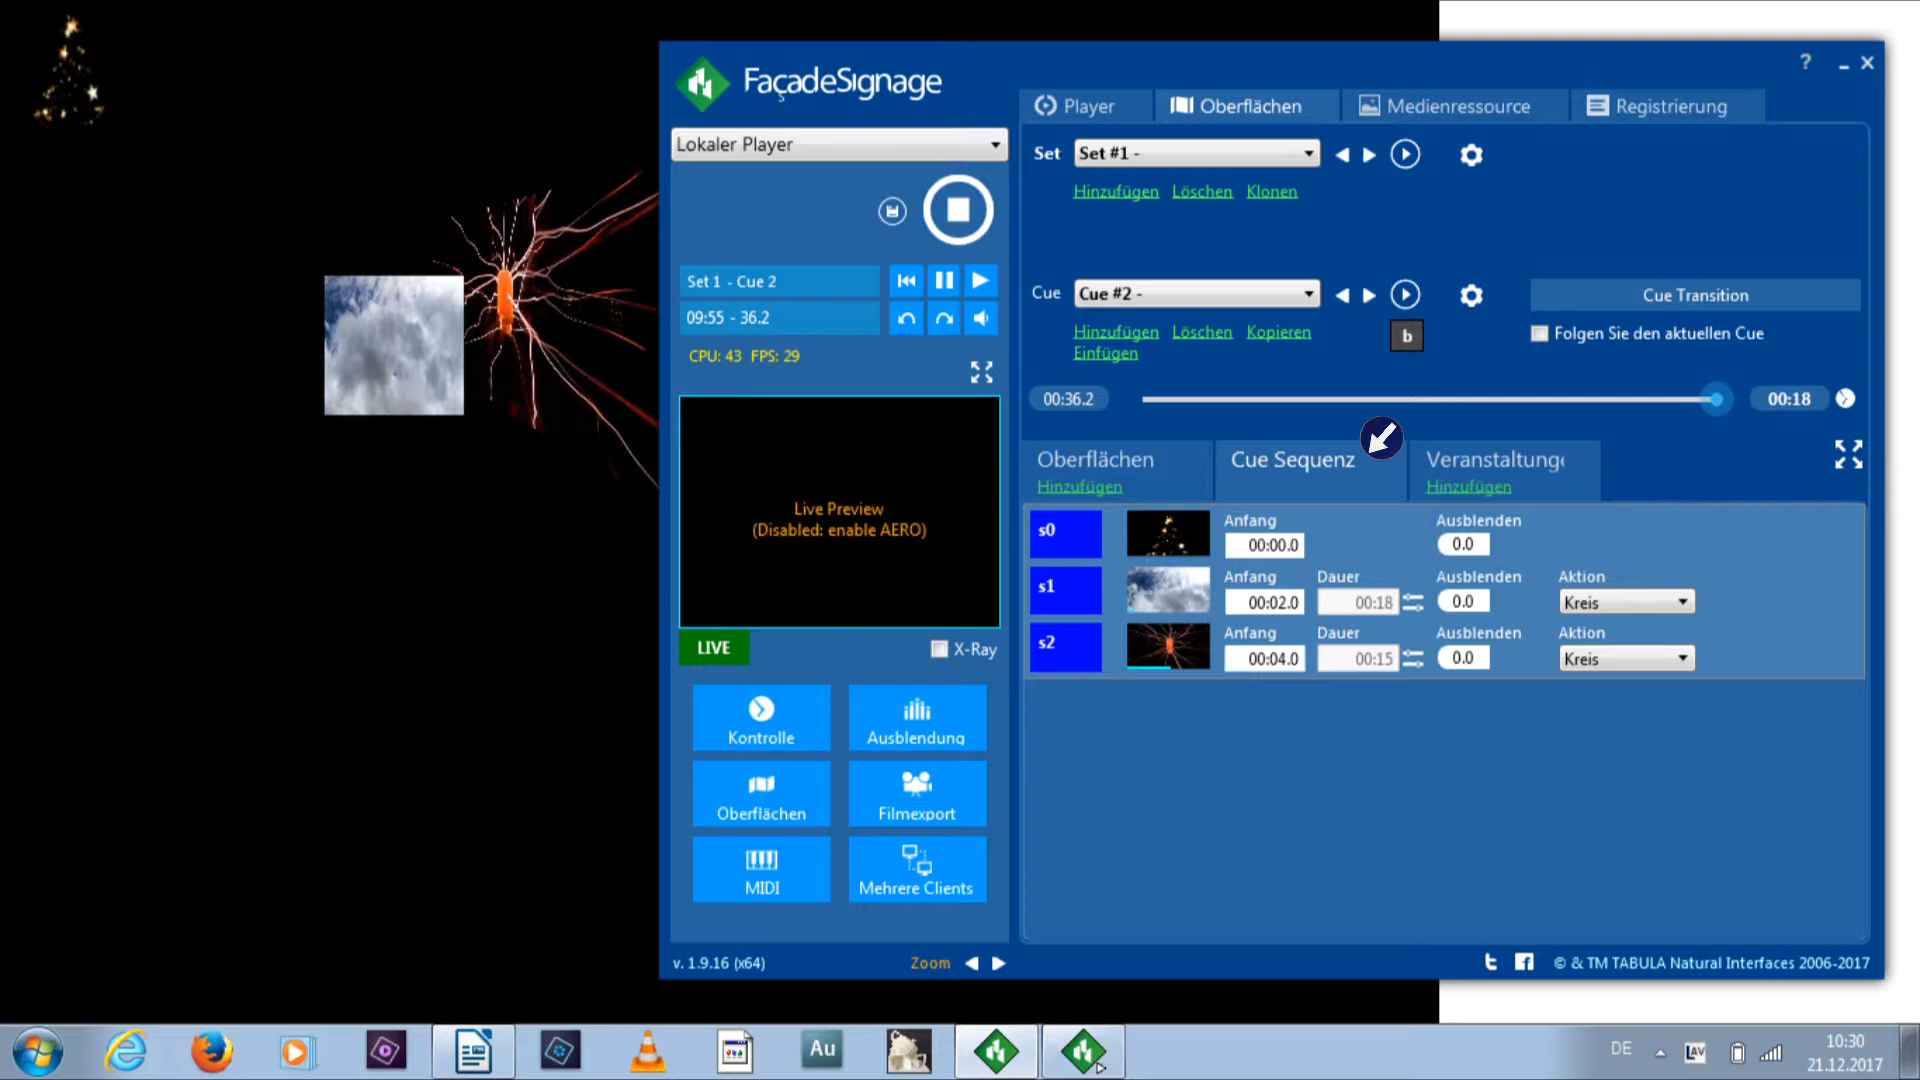 FaçadeSignage
?
Player
Oberflächen
Medienressource
Registrierung
Lokaler Player
Set
Set #1 -
Hinzufügen
Löschen
Klonen
Set 1 - Cue 2
09:55 - 36.2
CPU: 43 FPS: 29
Cue
Cue #2 -
Cue Transition
Hinzufügen
Löschen
Kopieren
Einfügen
b
Folgen Sie den aktuellen Cue
00:36.2
00:18
Oberflächen
Hinzufügen
Cue Sequenz
Veranstaltung
Hinzufügen
Live Preview
(Disabled: enable AERO)
s0
Anfang
Ausblenden
00:00.0
0.0
s1
Anfang
Dauer
Ausblenden
Aktion
00:02.0
00:18
0.0
Kreis
s2
Anfang
Dauer
Ausblenden
Aktion
00:04.0
00:15
0.0
Kreis
LIVE
X-Ray
Kontrolle
Ausblendung
Oberflächen
Filmexport
MIDI
Mehrere Clients
v. 1.9.16 (x64)
Zoom
© & TM TABULA Natural Interfaces 2006-2017
Au
DE
LAV
10:30
21.12.2017